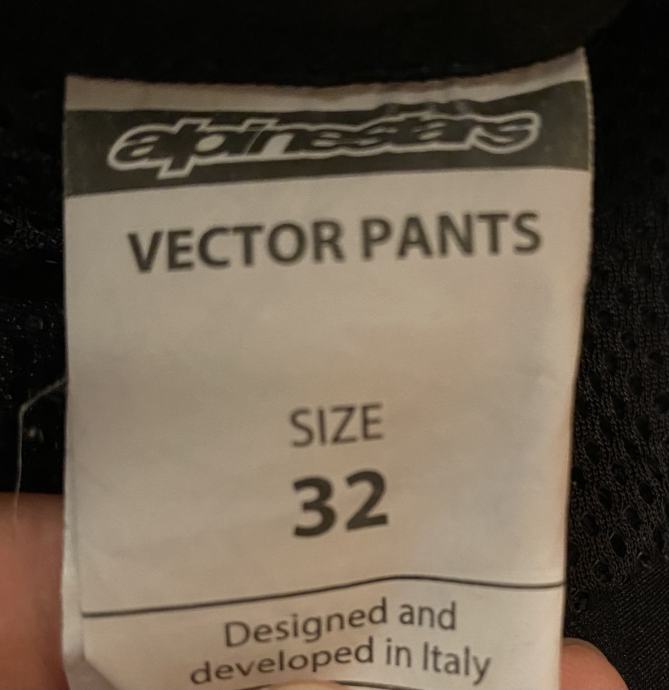 alpinestars
VECTOR PANTS
SIZE
32
Designed and
developed in Italy